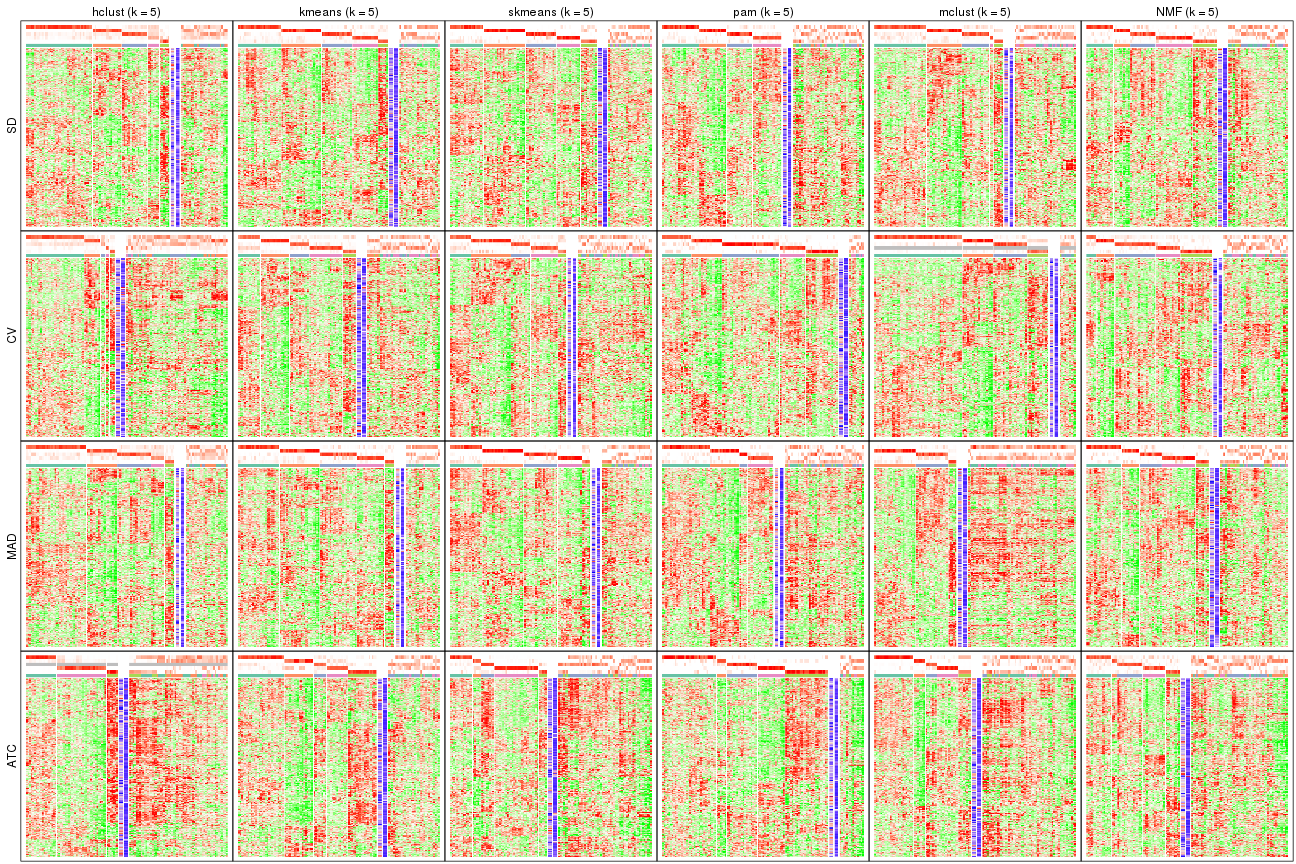 hclust (k = 5) kmeans (k = 5) skmeans (k = 5) pam (k = 5) mclust (k = 5) NMF (k = 5)
SD
CV
MAD
ATC